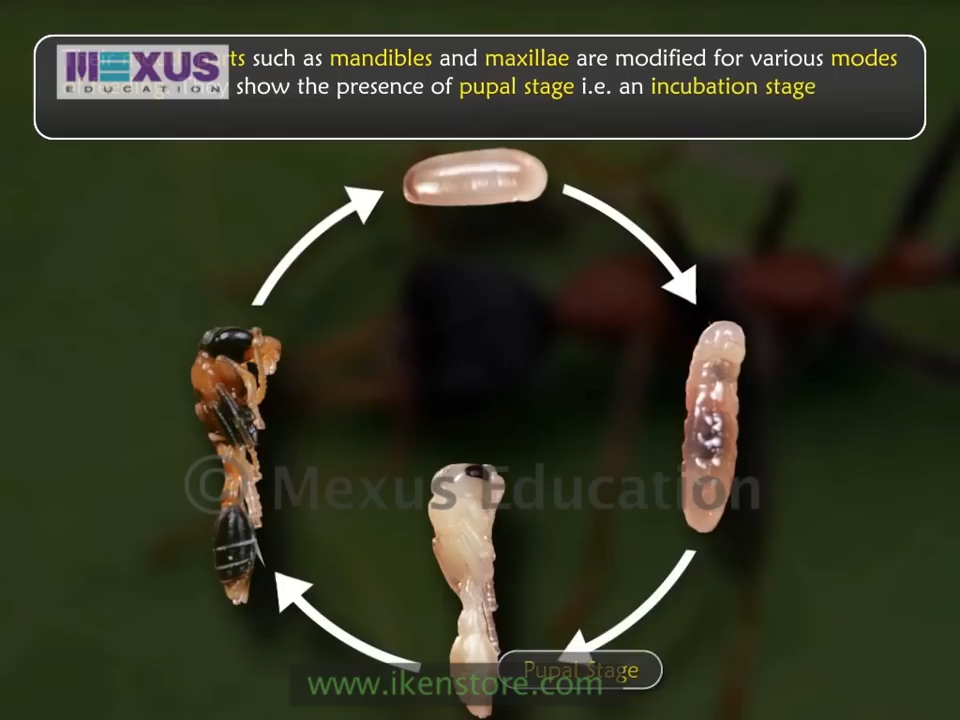 MEXUS
EDUCATION
such as mandibles and maxillae are modified for various modes
show the presence of pupal stage i.e. an incubation stage
© Mexus Education
Pupal Stage
www.ikenstore.com